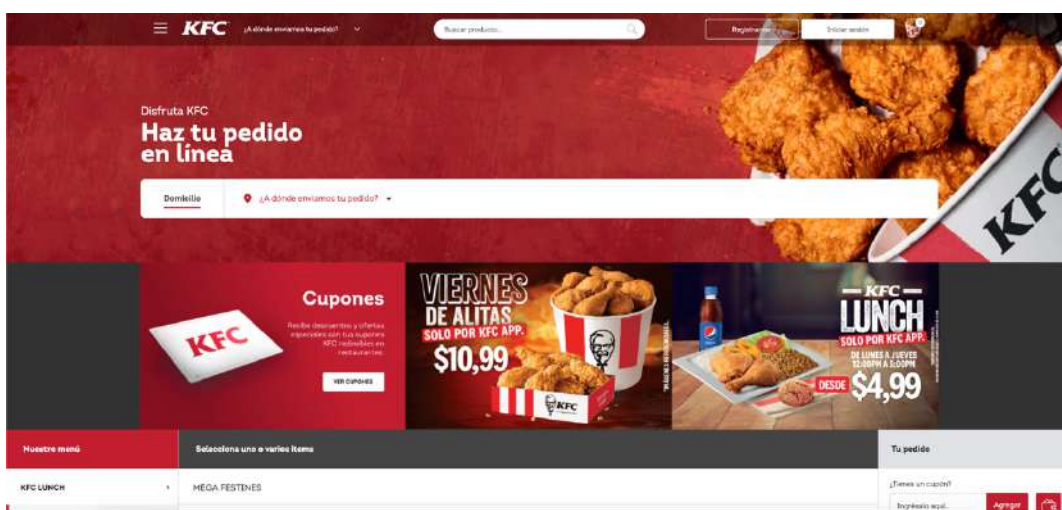 KFC
¿A dónde enviamos tu pedido?
Buscar producto...
Iniciar sesión
0
Disfruta KFC
Haz tu pedido
en línea
Domicilio
¿A dónde enviamos tu pedido?
KFC
KFC
Cupones
Recibe descuentos y ofertas
especiales con tus cupones
KFC redimibles en
restaurantes.
VER CUPONES
VIERNES
DE ALITAS
SOLO POR KFC APP.
$10,99
KFC
KFC
LUNCH
SOLO POR KFC APP.
DE LUNES A JUEVES
12:00PM A 5:00PM
DESDE $4,99
Nuestro menú
Selecciona uno o varios items
Tu pedido
KFC LUNCH
MEGA FESTINES
¿Tienes un cupón?
Ingrésalo aquí...
Agregar